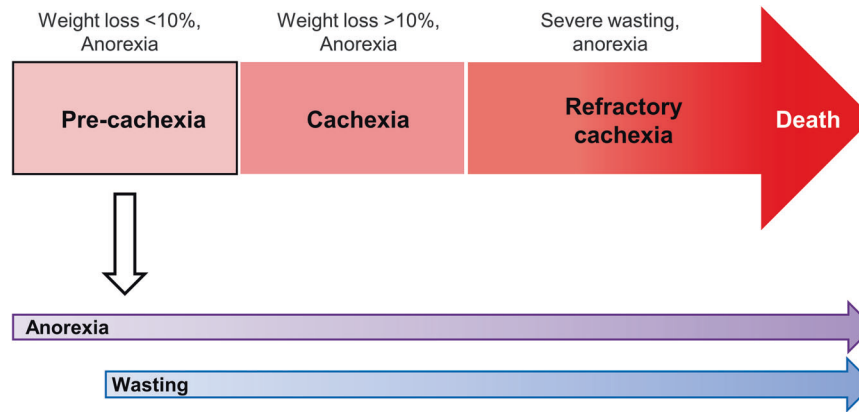 Weight loss <10%,
Anorexia
Weight loss >10%,
Anorexia
Severe wasting,
anorexia
Pre-cachexia
Cachexia
Refractory
cachexia
Death
Anorexia
Wasting